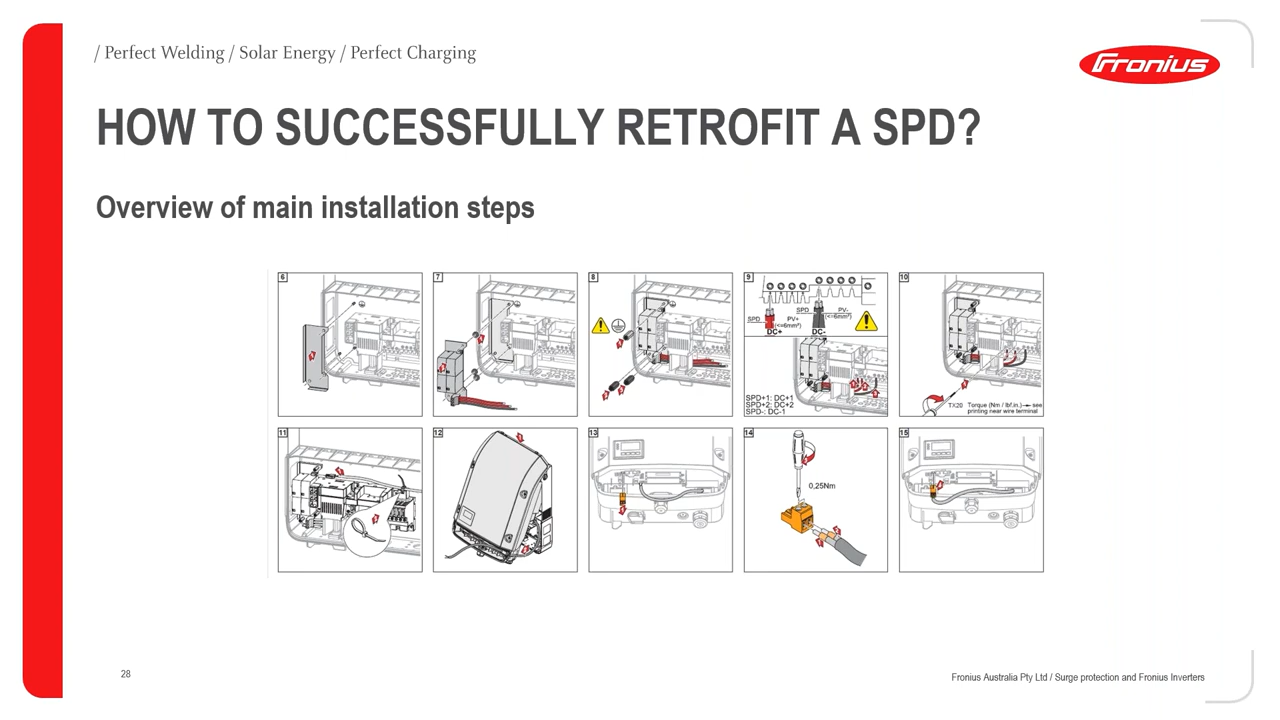 / Perfect Welding / Solar Energy / Perfect Charging
Fronius
HOW TO SUCCESSFULLY RETROFIT A SPD?
Overview of main installation steps
6
7
8
9
SPD
PV+
(<=6mm²)
DC+
SPD
PV-
(<=6mm²)
DC-
SPD+1: DC+1
SPD+2: DC+2
SPD-: DC-1
10
TX20 Torque (Nm / lbf.in.) → see
printing near wire terminal
11
12
13
14
0,25Nm
15
28
Fronius Australia Pty Ltd / Surge protection and Fronius Inverters